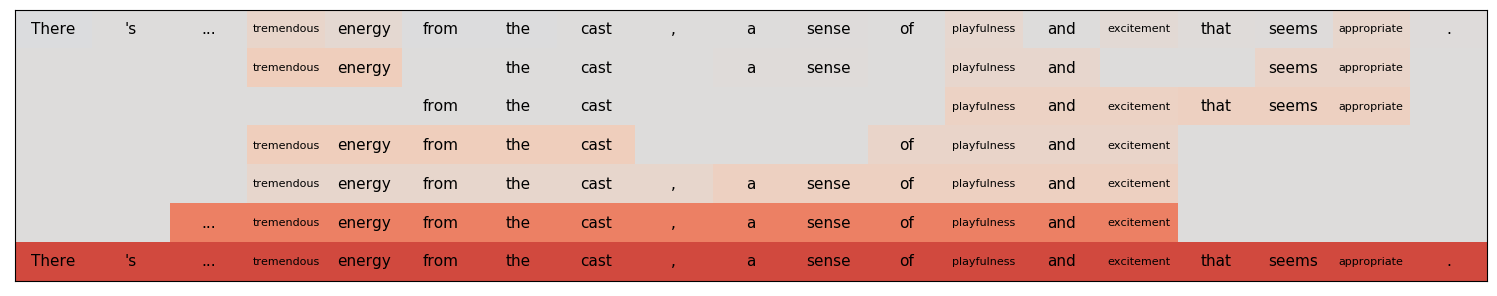 There 's ... tremendous energy from the cast , a sense of playfulness and excitement that seems appropriate .
tremendous energy the cast a sense playfulness and seems appropriate
from the cast playfulness and excitement that seems appropriate
tremendous energy from the cast of playfulness and excitement
tremendous energy from the cast , a sense of playfulness and excitement
... tremendous energy from the cast , a sense of playfulness and excitement
There 's ... tremendous energy from the cast , a sense of playfulness and excitement that seems appropriate .